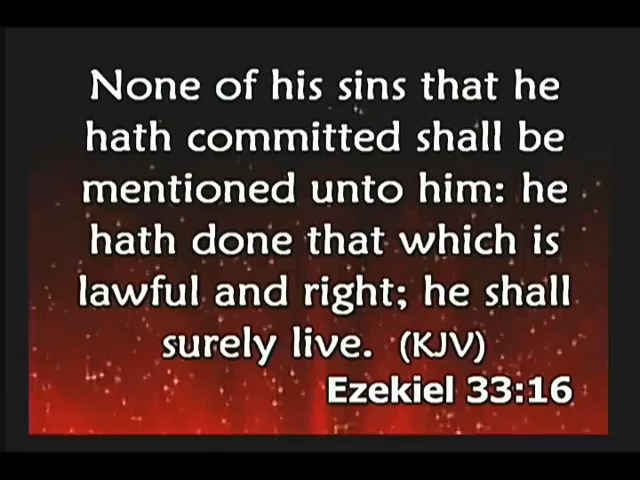 None of his sins that he
hath committed shall be
mentioned unto him: he
hath done that which is
lawful and right; he shall
surely live. (KJV)
Ezekiel 33:16